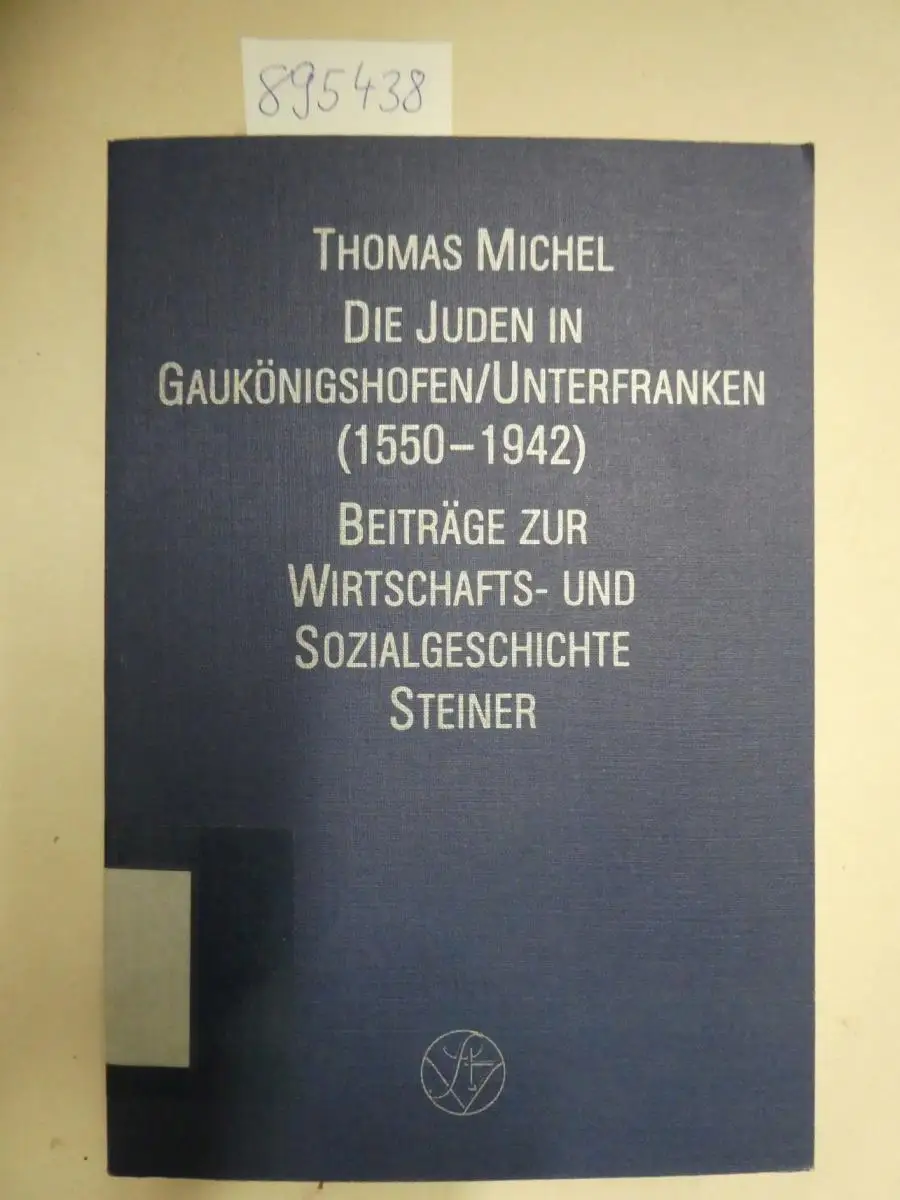 895438
THOMAS MICHEL
DIE JUDEN IN
GAUKÖNIGSHOFEN/UNTERFRANKEN
(1550–1942)
BEITRÄGE ZUR
WIRTSCHAFTS- UND
SOZIALGESCHICHTE
STEINER